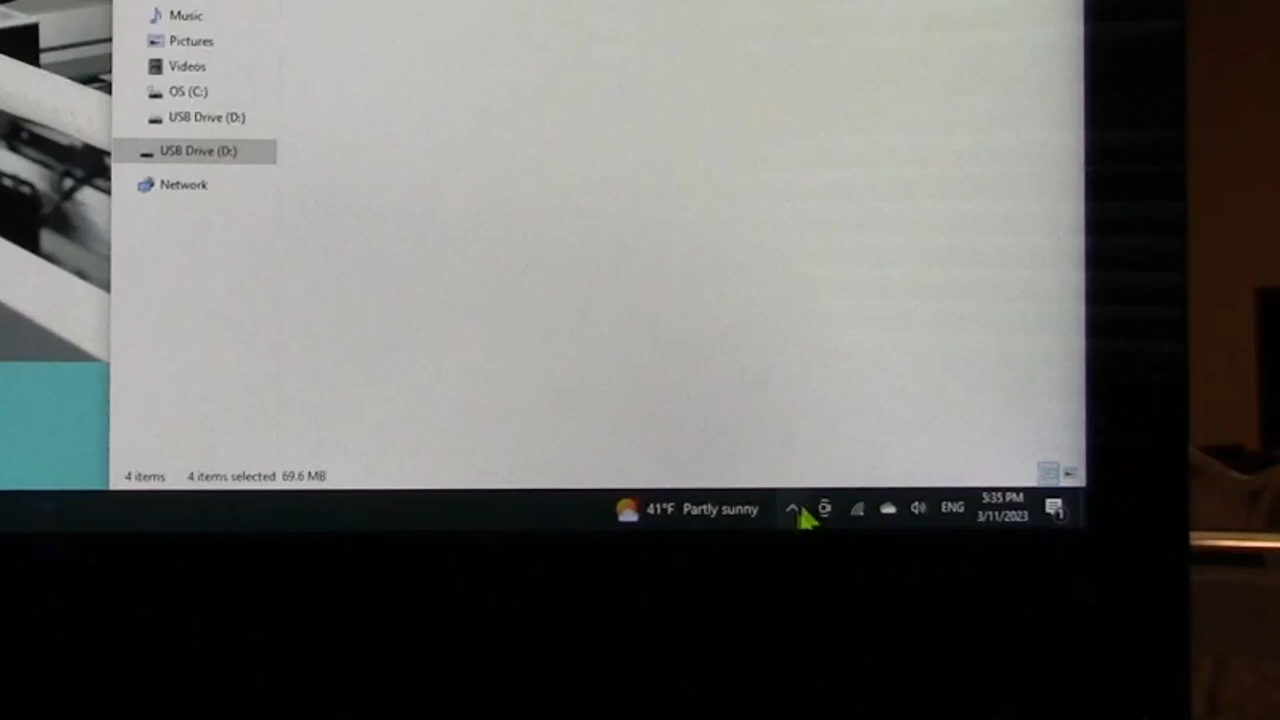 Music
Pictures
Videos
OS (C:)
USB Drive (D:)
USB Drive (D:)
Network
4 items 4 items selected 69.6 MB
41°F Partly sunny ENG 5:35 PM
3/11/2023
1